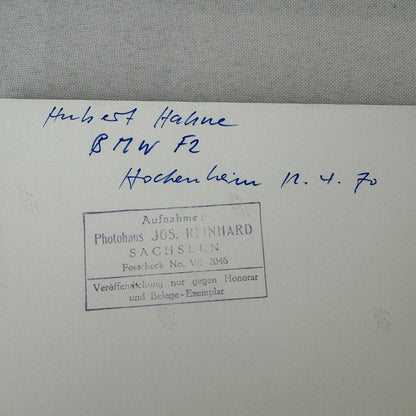 Hubert Hahne
BMW F2
Hockenheim 12. 4. 70
Aufnahme:
Photohaus JOS. REINHARD
SACHSELN
Postcheck No. VII 2046
Veröffentlichung nur gegen Honorar
und Belege-Exemplar